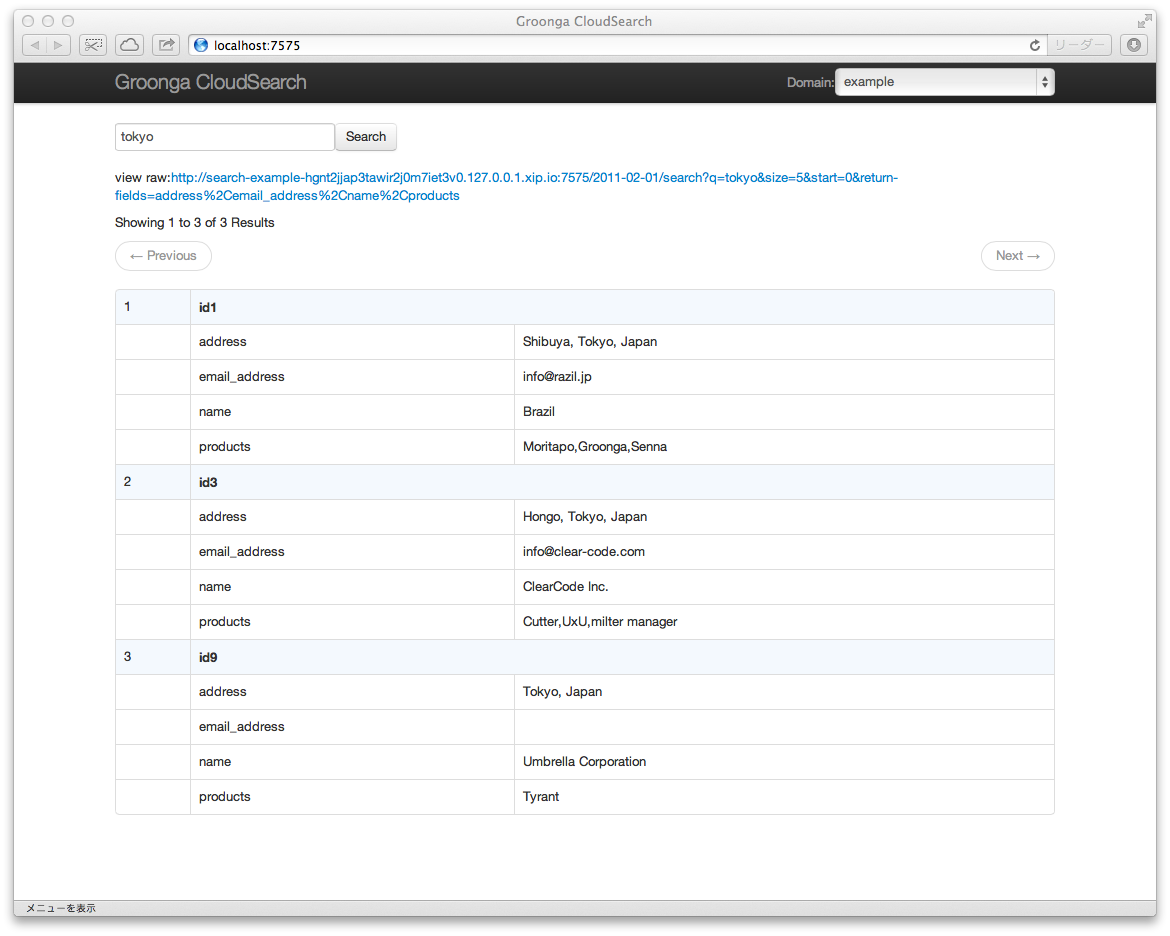 Groonga CloudSearch
localhost:7575
リーダー
Groonga CloudSearch
Domain: example
tokyo
Search
view raw:http://search-example-hgnt2jjap3tawir2j0m7iet3v0.127.0.0.1.xip.io:7575/2011-02-01/search?q=tokyo&size=5&start=0&return-
fields=address%2Cemail_address%2Cname%2Cproducts
Showing 1 to 3 of 3 Results
← Previous
Next →
1 id1
address Shibuya, Tokyo, Japan
email_address info@razil.jp
name Brazil
products Moritapo,Groonga,Senna
2 id3
address Hongo, Tokyo, Japan
email_address info@clear-code.com
name ClearCode Inc.
products Cutter,UxU,milter manager
3 id9
address Tokyo, Japan
email_address
name Umbrella Corporation
products Tyrant
メニューを表示